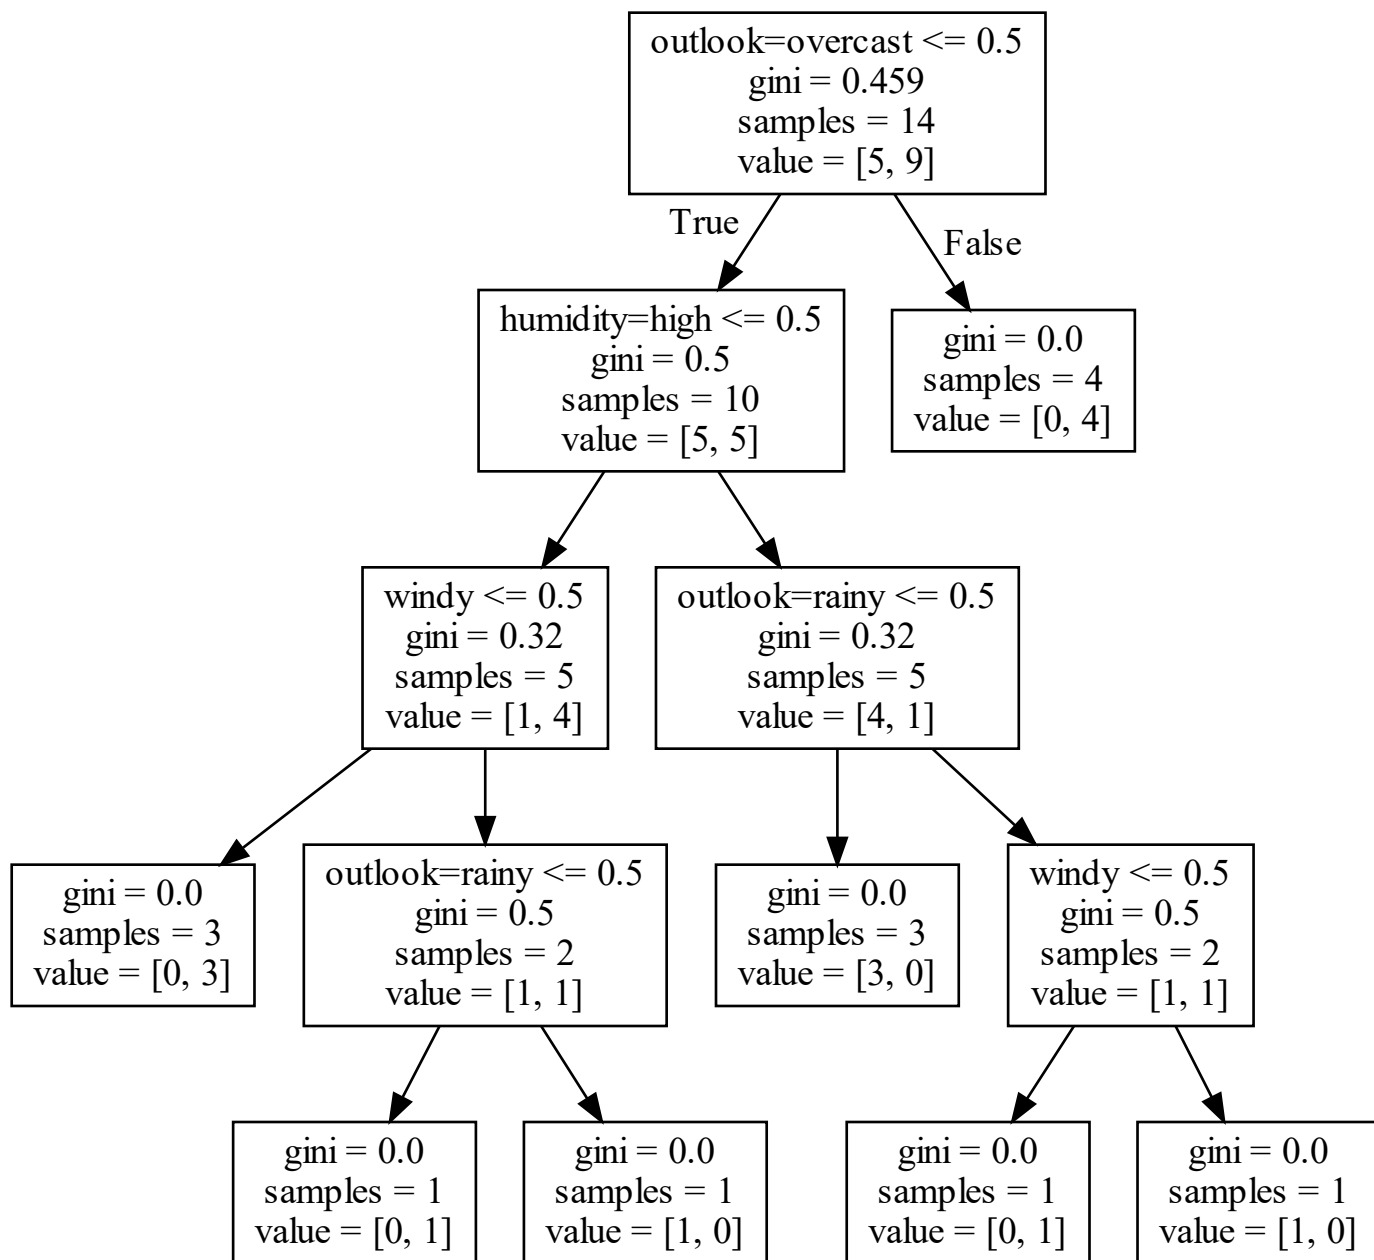 outlook=overcast <= 0.5
gini = 0.459
samples = 14
value = [5, 9]
True
False
humidity=high <= 0.5
gini = 0.5
samples = 10
value = [5, 5]
gini = 0.0
samples = 4
value = [0, 4]
windy <= 0.5
gini = 0.32
samples = 5
value = [1, 4]
outlook=rainy <= 0.5
gini = 0.32
samples = 5
value = [4, 1]
gini = 0.0
samples = 3
value = [0, 3]
outlook=rainy <= 0.5
gini = 0.5
samples = 2
value = [1, 1]
gini = 0.0
samples = 3
value = [3, 0]
windy <= 0.5
gini = 0.5
samples = 2
value = [1, 1]
gini = 0.0
samples = 1
value = [0, 1]
gini = 0.0
samples = 1
value = [1, 0]
gini = 0.0
samples = 1
value = [0, 1]
gini = 0.0
samples = 1
value = [1, 0]